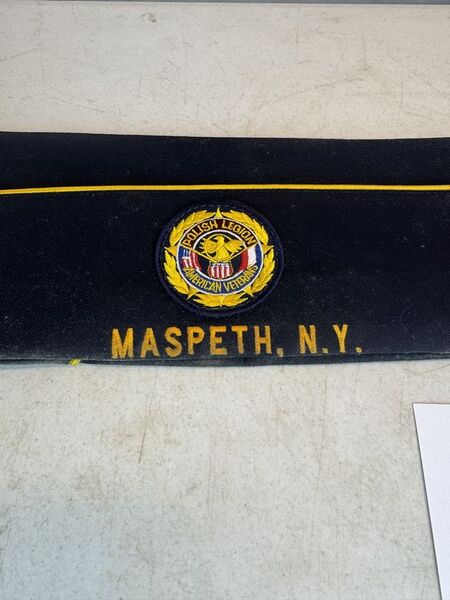 POLISH LEGION
AMERICAN VETERANS
MASPETH, N.Y.